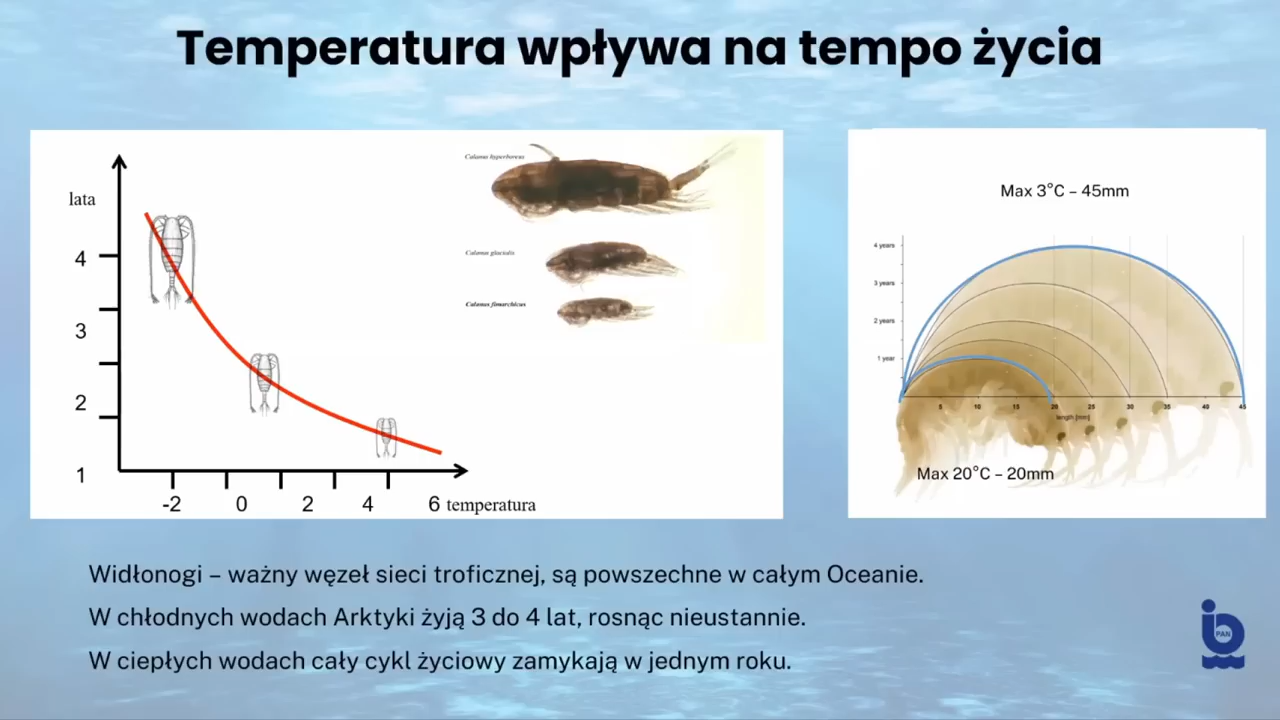 Temperatura wpływa na tempo życia
lata
4
3
2
1
-2 0 2 4 6 temperatura
Calanus hyperboreus
Calanus glacialis
Calanus finmarchicus
Max 3°C – 45mm
4 years
3 years
2 years
1 year
5 10 15 20 25 30 35 40 45
length [mm]
Max 20°C – 20mm
Widłonogi – ważny węzeł sieci troficznej, są powszechne w całym Oceanie.
W chłodnych wodach Arktyki żyją 3 do 4 lat, rosnąc nieustannie.
W ciepłych wodach cały cykl życiowy zamykają w jednym roku.
PAN